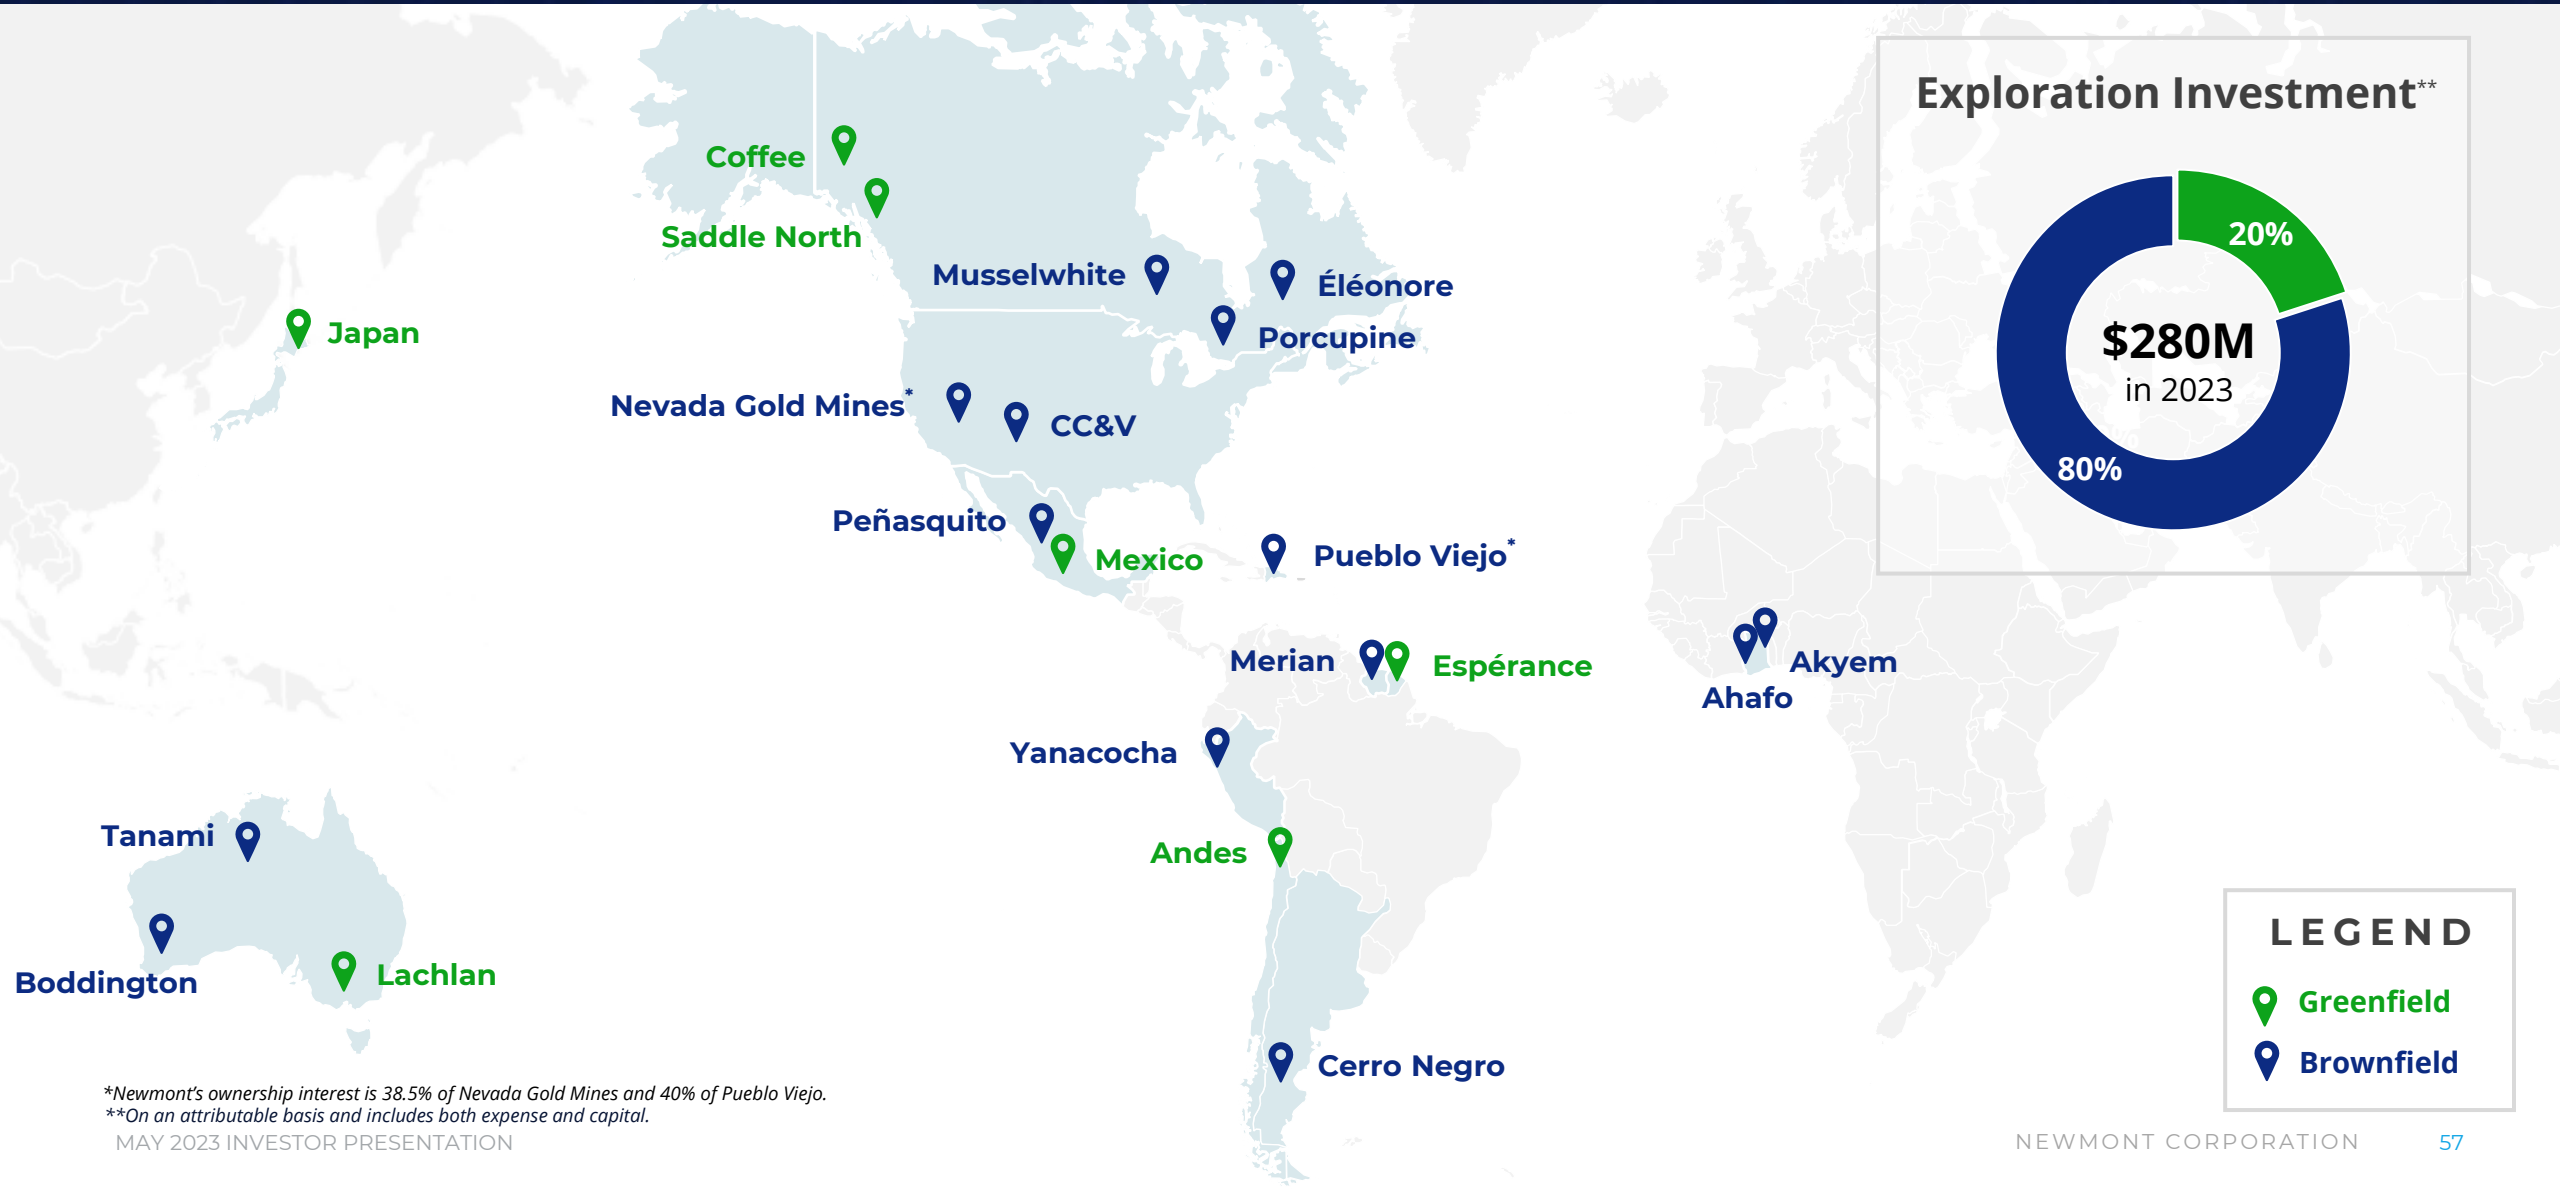 Exploration Investment**
20%
80%
$280M
in 2023
Coffee
Saddle North
Musselwhite
Éléonore
Porcupine
Japan
Nevada Gold Mines*
CC&V
Peñasquito
Mexico
Pueblo Viejo*
Merian
Espérance
Akyem
Ahafo
Yanacocha
Tanami
Andes
Boddington
Lachlan
Cerro Negro
LEGEND
Greenfield
Brownfield
*Newmont’s ownership interest is 38.5% of Nevada Gold Mines and 40% of Pueblo Viejo.
**On an attributable basis and includes both expense and capital.
MAY 2023 INVESTOR PRESENTATION
NEWMONT CORPORATION 57